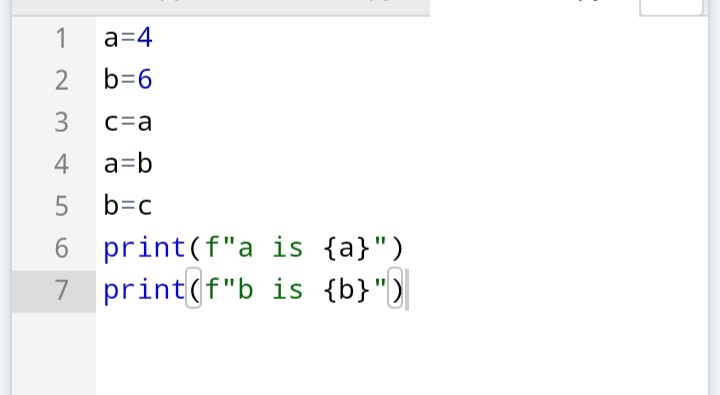 1 a=4
2 b=6
3 c=a
4 a=b
5 b=c
6 print(f"a is {a}")
7 print(f"b is {b}")